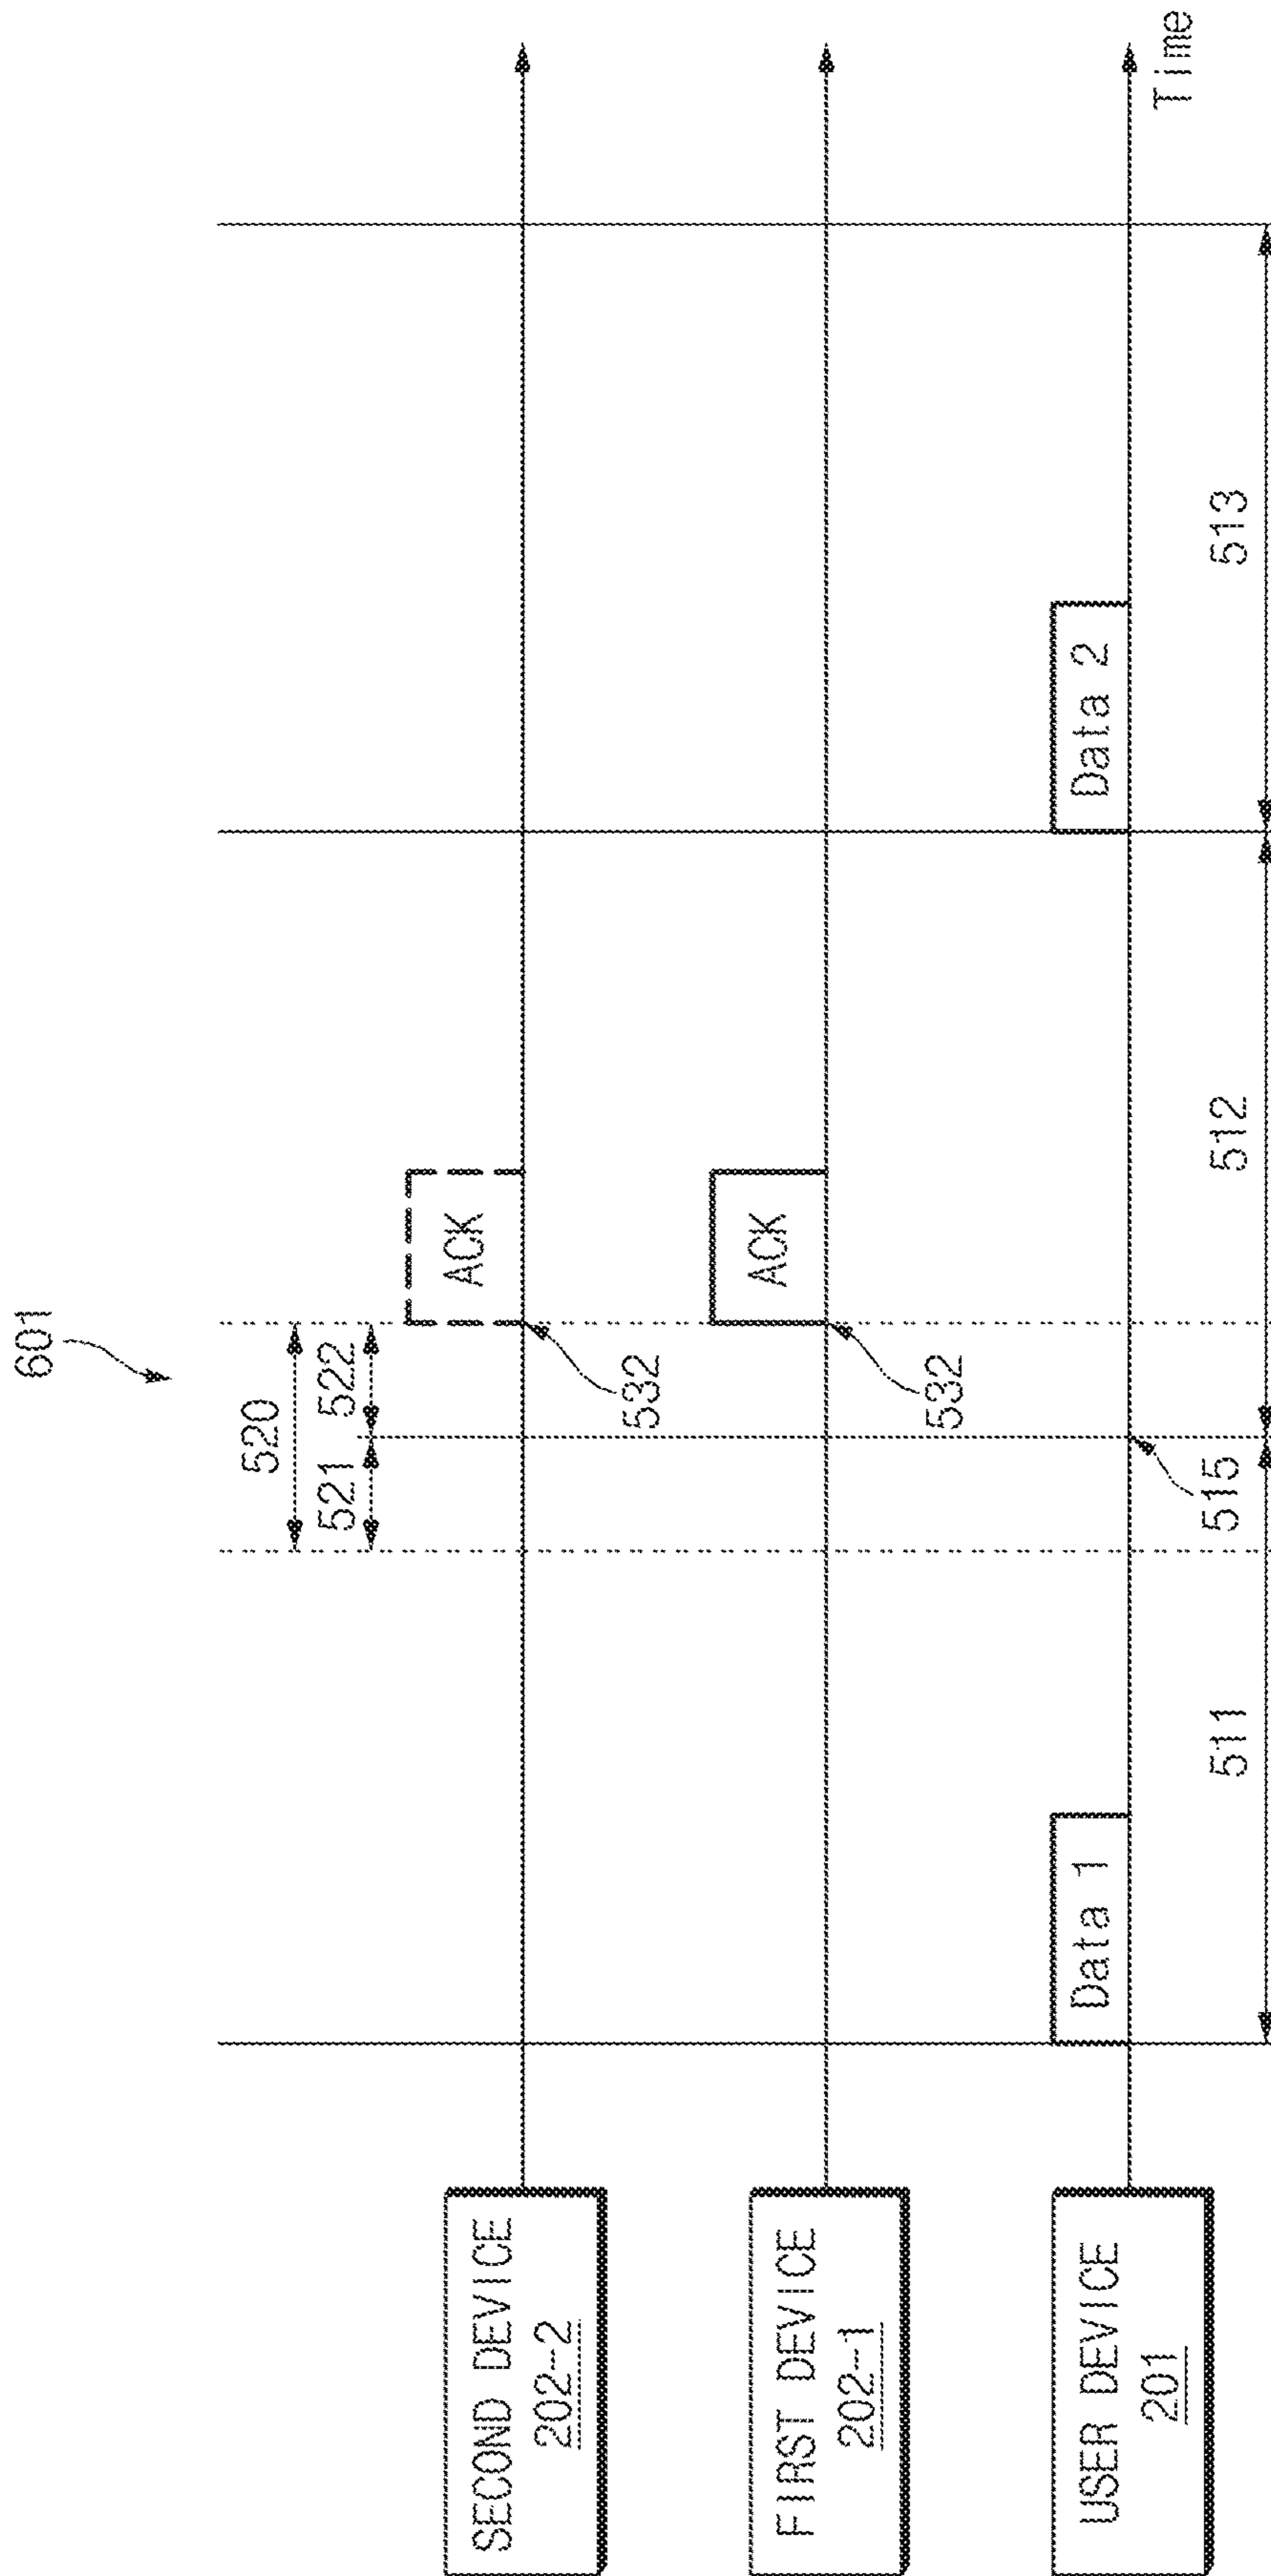 601
520
521
522
SECOND DEVICE
202-2
ACK
532
FIRST DEVICE
202-1
ACK
532
USER DEVICE
201
Data 1
Data 2
515
Time
511
512
513